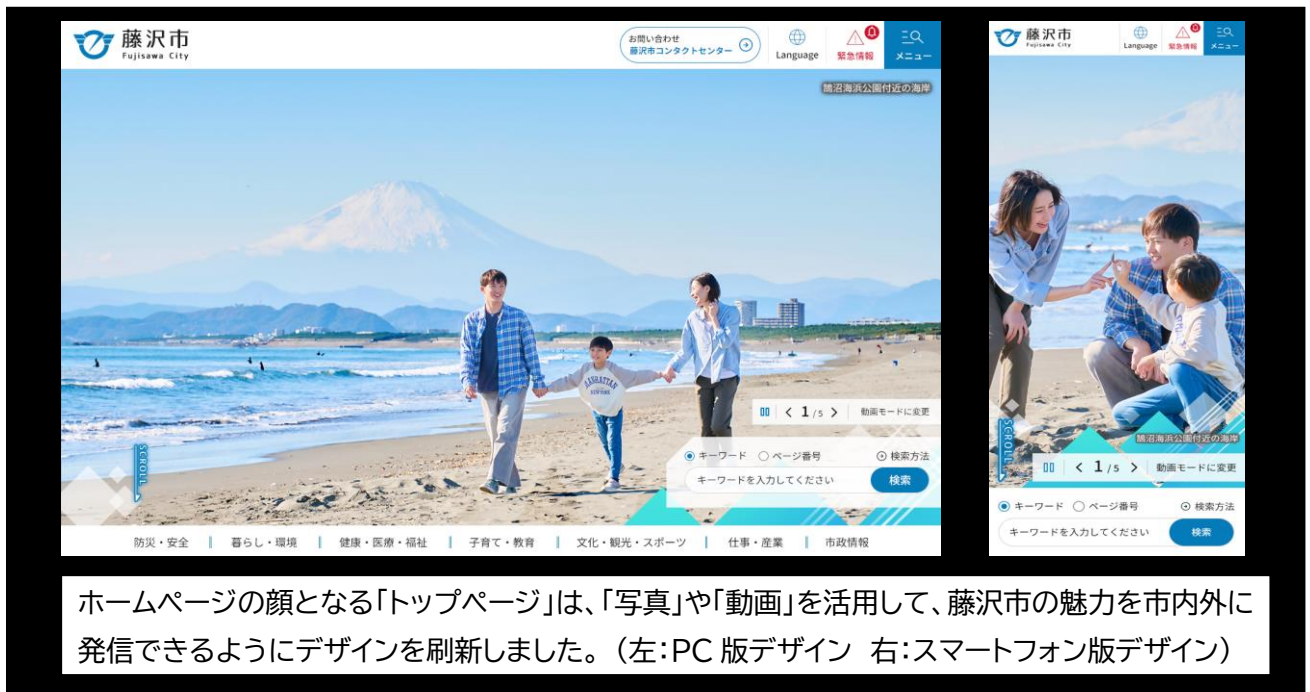 藤沢市
Fujisawa City
お問い合わせ
藤沢市コンタクトセンター
Language
緊急情報
メニュー
鵠沼海浜公園付近の海岸
MANHATTAN
NEW YORK
SCROLL
1/5
動画モードに変更
キーワード
ページ番号
検索方法
キーワードを入力してください
検索
防災・安全
暮らし・環境
健康・医療・福祉
子育て・教育
文化・観光・スポーツ
仕事・産業
市政情報
藤沢市
Fujisawa City
Language
緊急情報
メニュー
鵠沼海浜公園付近の海岸
SCROLL
1/5
動画モードに変更
キーワード
ページ番号
検索方法
キーワードを入力してください
検索
ホームページの顔となる「トップページ」は、「写真」や「動画」を活用して、藤沢市の魅力を市内外に
発信できるようにデザインを刷新しました。（左：PC版デザイン　右：スマートフォン版デザイン）